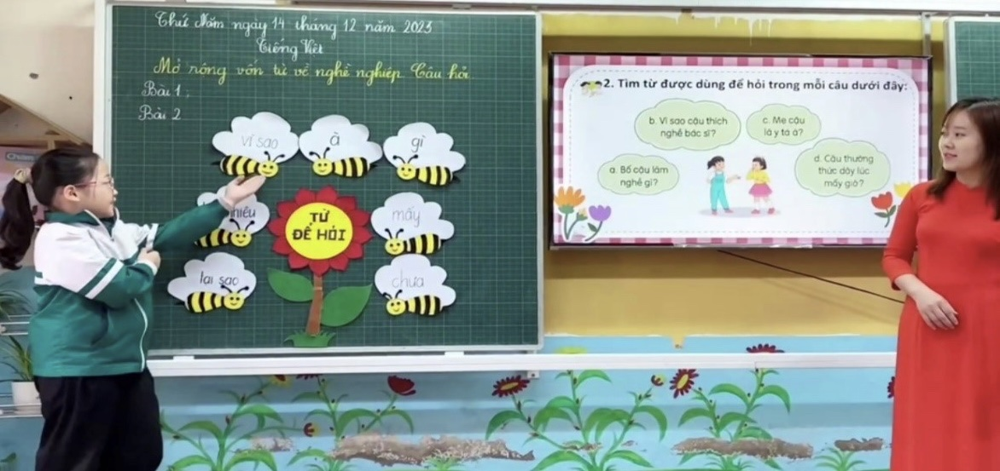 Thứ Năm ngày 14 tháng 12 năm 2023
Tiếng Việt
Mở rộng vốn từ về nghề nghiệp Câu hỏi
Bài 1,
Bài 2
vì sao
à
gì
nhiêu
TỪ
ĐỂ HỎI
mấy
lại sao
chưa
2. Tìm từ được dùng để hỏi trong mỗi câu dưới đây:
b. Vì sao cậu thích
nghề bác sĩ?
c. Mẹ cậu
là y tá à?
a. Bố cậu làm
nghề gì?
d. Cậu thường
thức dậy lúc
mấy giờ?